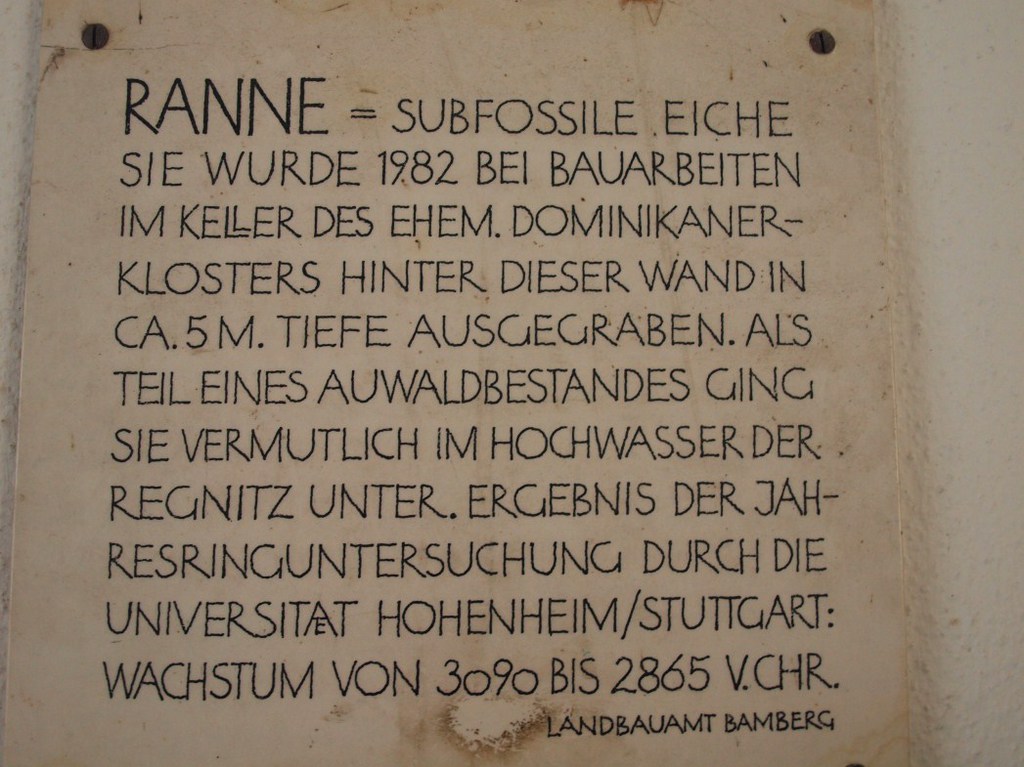 RANNE = SUBFOSSILE EICHE
SIE WURDE 1982 BEI BAUARBEITEN
IM KELLER DES EHEM. DOMINIKANER-
KLOSTERS HINTER DIESER WAND IN
CA. 5 M. TIEFE AUSGEGRABEN. ALS
TEIL EINES AUWALDBESTANDES GING
SIE VERMUTLICH IM HOCHWASSER DER
REGNITZ UNTER. ERGEBNIS DER JAH-
RESRINGUNTERSUCHUNG DURCH DIE
UNIVERSITÆT HOHENHEIM/STUTTGART:
WACHSTUM VON 3090 BIS 2865 V. CHR.
LANDBAUAMT BAMBERG